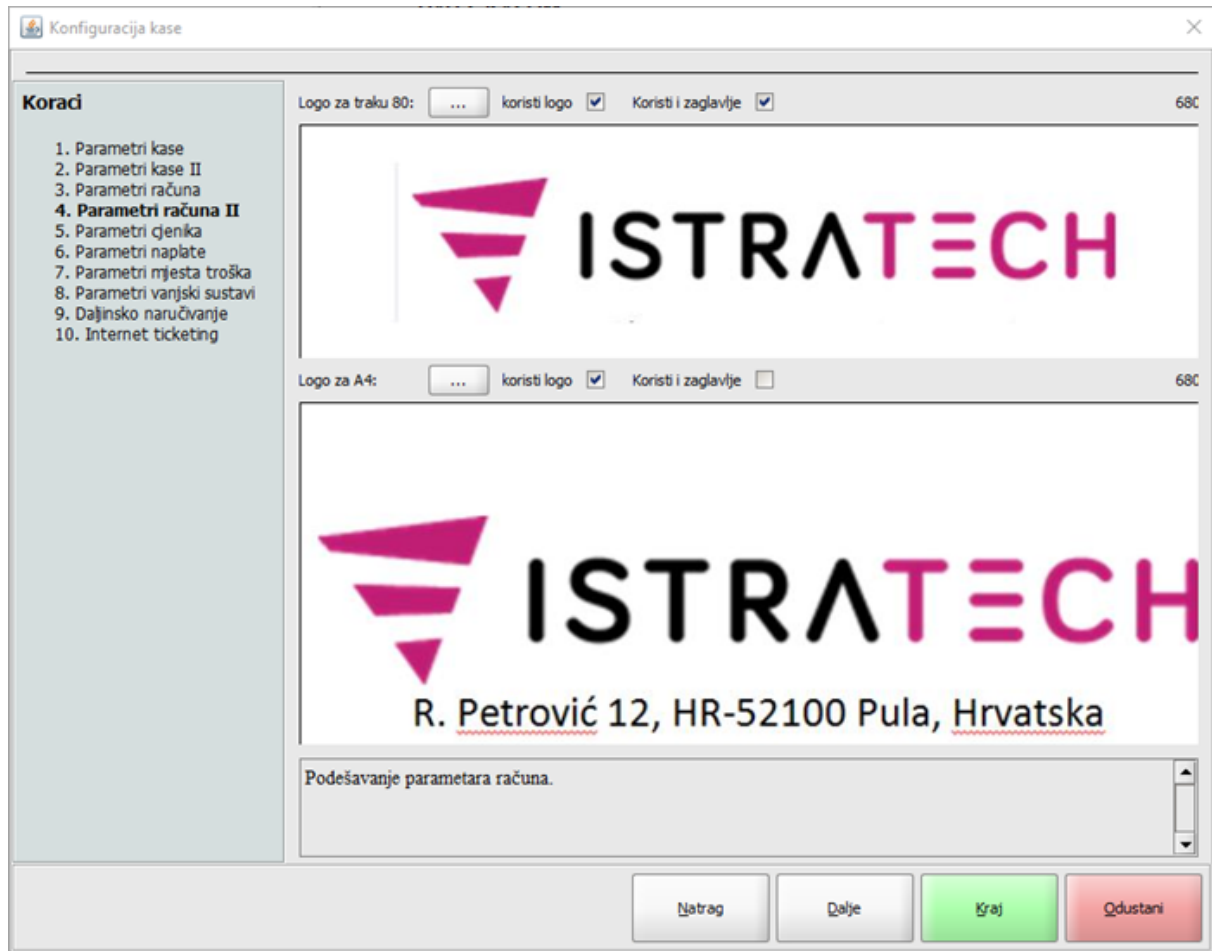 Konfiguracija kase
Koraci
1. Parametri kase
2. Parametri kase II
3. Parametri računa
4. Parametri računa II
5. Parametri cjenika
6. Parametri naplate
7. Parametri mjesta troška
8. Parametri vanjski sustavi
9. Daljinsko naručivanje
10. Internet ticketing
Logo za traku 80: ... koristi logo Koristi i zaglavlje 680
ISTRATECH
Logo za A4: ... koristi logo Koristi i zaglavlje 680
ISTRATECH
R. Petrović 12, HR-52100 Pula, Hrvatska
Podešavanje parametara računa.
Natrag Dalje Kraj Odustani